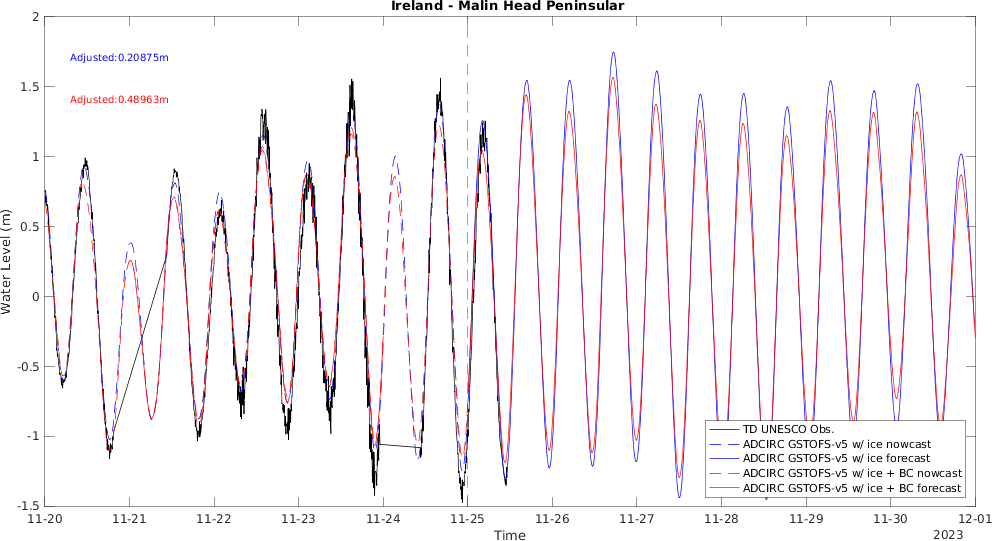 Ireland - Malin Head Peninsular
Adjusted:0.20875m
Adjusted:0.48963m
2
1.5
1
0.5
0
-0.5
-1
-1.5
Water Level (m)
TD UNESCO Obs.
ADCIRC GSTOFS-v5 w/ ice nowcast
ADCIRC GSTOFS-v5 w/ ice forecast
ADCIRC GSTOFS-v5 w/ ice + BC nowcast
ADCIRC GSTOFS-v5 w/ ice + BC forecast
11-20 11-21 11-22 11-23 11-24 11-25 11-26 11-27 11-28 11-29 11-30 12-01
Time
2023